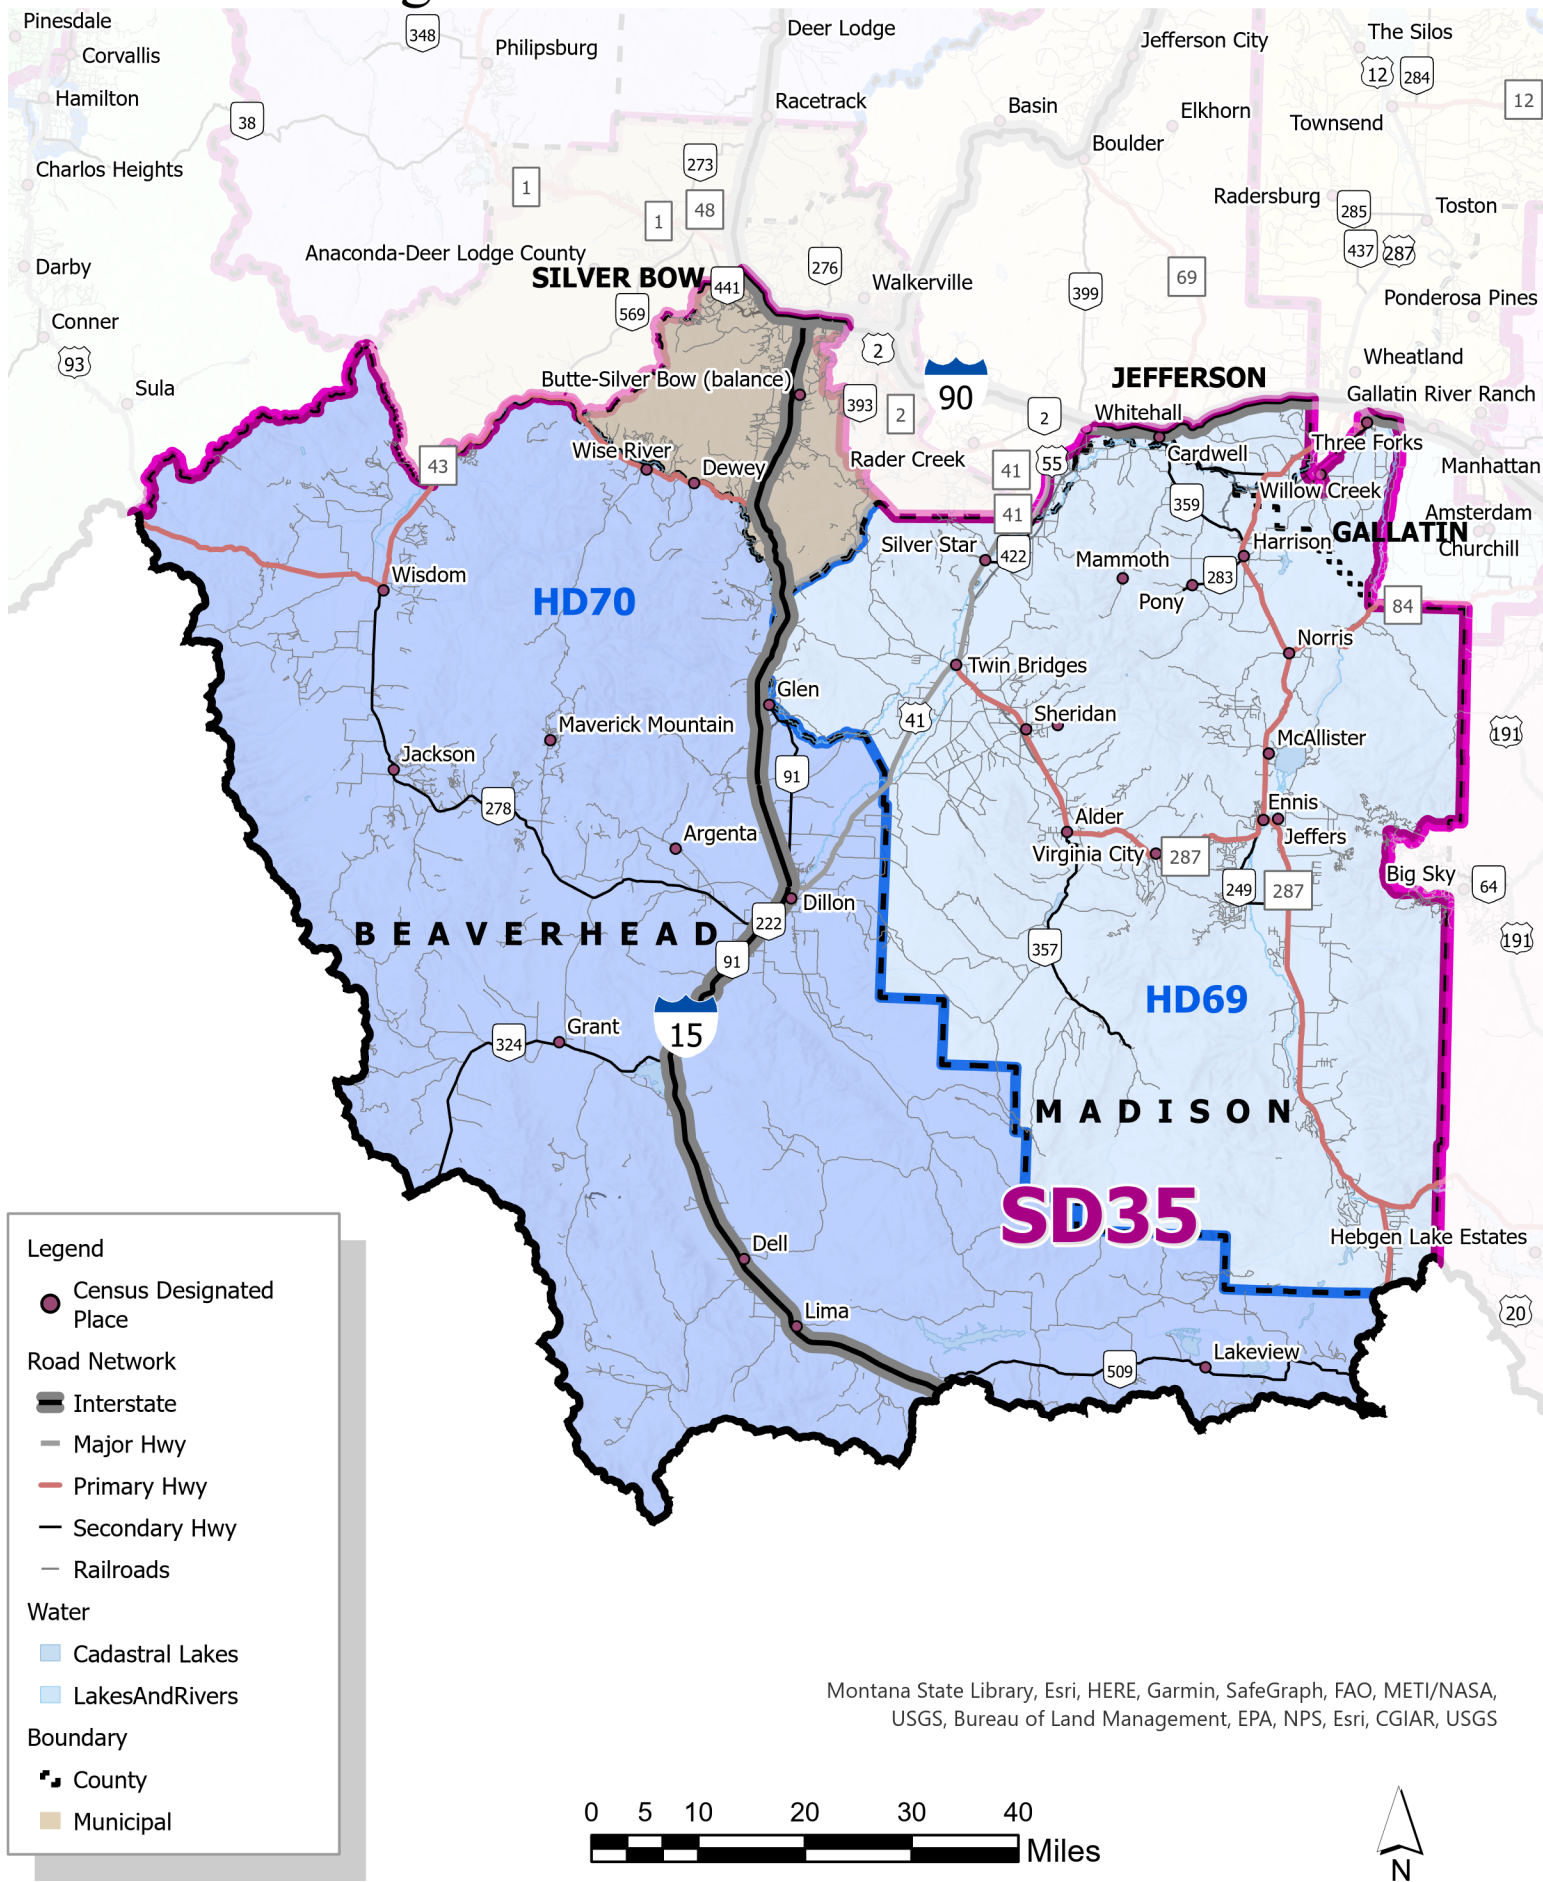 Pinesdale
Corvallis
Hamilton
Charlos Heights
Darby
Conner
93
Sula
38
348
Philipsburg
Deer Lodge
Racetrack
Jefferson City
Basin
Elkhorn
Boulder
The Silos
12
284
12
Townsend
Radersburg
285
Toston
437
287
Ponderosa Pines
273
1
1
48
Anaconda-Deer Lodge County
SILVER BOW
441
276
569
Walkerville
399
69
2
Butte-Silver Bow (balance)
393
2
90
JEFFERSON
Wheatland
Gallatin River Ranch
2
Whitehall
Three Forks
Cardwell
Manhattan
Rader Creek
41
55
Willow Creek
43
Wise River
Dewey
41
359
Amsterdam
GALLATIN
Churchill
Silver Star
422
Mammoth
Harrison
283
Pony
Wisdom
HD70
84
Norris
Twin Bridges
Glen
41
Sheridan
Maverick Mountain
McAllister
191
Jackson
91
278
Ennis
Alder
Jeffers
Argenta
Virginia City
287
Big Sky
64
249
287
Dillon
222
BEAVERHEAD
91
357
191
HD69
15
Grant
324
MADISON
SD35
Hebgen Lake Estates
Dell
Lima
20
Lakeview
509
Legend
Census Designated
Place
Road Network
Interstate
Major Hwy
Primary Hwy
Secondary Hwy
Railroads
Water
Cadastral Lakes
LakesAndRivers
Boundary
County
Municipal
Montana State Library, Esri, HERE, Garmin, SafeGraph, FAO, METI/NASA,
USGS, Bureau of Land Management, EPA, NPS, Esri, CGIAR, USGS
0 5 10 20 30 40
Miles
N